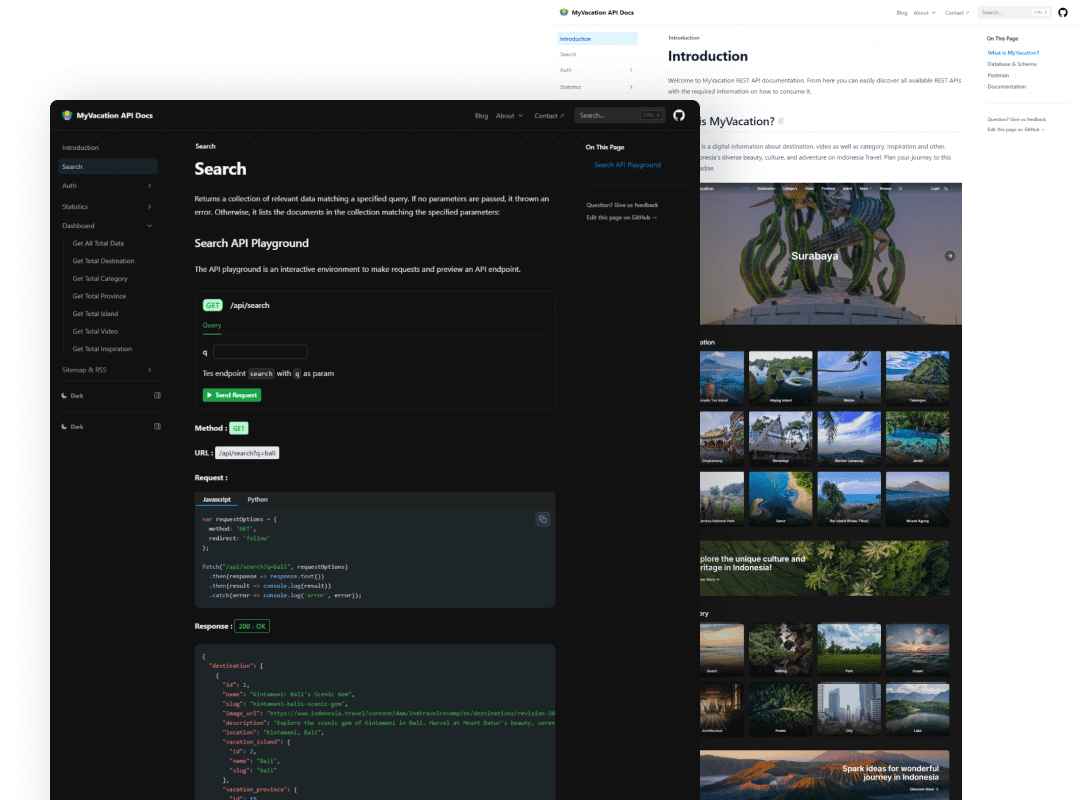 MyVacation API Docs
Blog About Contact ↗ Search... CTRL K
Introduction
Search
Auth
Statistics
Introduction
Introduction
Welcome to MyVacation REST API documentation. From here you can easily discover all available REST APIs
with the required information on how to consume it.
is MyVacation? #
is a digital information about destination, video as well as category, inspiration and other.
onesia's diverse beauty, culture, and adventure on Indonesia Travel. Plan your journey to this
radise.
On This Page
What is MyVacation?
Database & Schema
Postman
Documentation
Question? Give us feedback
Edit this page on GitHub →
Destination Category Video Province Island More Sitemap Login
Surabaya
ation
Wayag Island
Takengon
Singkawang
Bandar Lampung
Jambi
National Park
Mount Agung
plore the unique culture and
ritage in Indonesia!
ory
Beach
Rafting
Park
Ocean
Architecture
Forest
City
Lake
Spark ideas for wonderful
journey in Indonesia
Discover More →
MyVacation API Docs
Blog About Contact ↗ Search... CTRL K
Introduction
Search
Auth
Statistics
Dashboard
Get All Total Data
Get Total Destination
Get Total Category
Get Total Province
Get Total Island
Get Total Video
Get Total Inspiration
Sitemap & RSS
Dark
Dark
Search
Search
Returns a collection of relevant data matching a specified query. If no parameters are passed, it thrown an
error. Otherwise, it lists the documents in the collection matching the specified parameters:
Search API Playground
The API playground is an interactive environment to make requests and preview an API endpoint.
GET /api/search
Query
q
Tes endpoint search with q as param
Send Request
Method : GET
URL : /api/search?q=bali
Request :
Javascript Python
var requestOptions = {
method: 'GET',
redirect: 'follow'
};
fetch("/api/search?q=bali", requestOptions)
.then(response => response.text())
.then(result => console.log(result))
.catch(error => console.log('error', error));
Response : 200 - OK
{
"destination": [
{
"id": 1,
"name": "Kintamani: Bali's Scenic Gem",
"slug": "kintamani-balis-scenic-gem",
"image_url": "https://www.indonesia.travel/content/dam/indtravelrevamp/en/destinations/revision-20
"description": "Explore the scenic gem of Kintamani in Bali. Marvel at Mount Batur's beauty, seren
"location": "Kintamani, Bali",
"vacation_island": {
"id": 2,
"name": "Bali",
"slug": "bali"
},
"vacation_province": {
"id": 15,
On This Page
Search API Playground
Question? Give us feedback
Edit this page on GitHub →